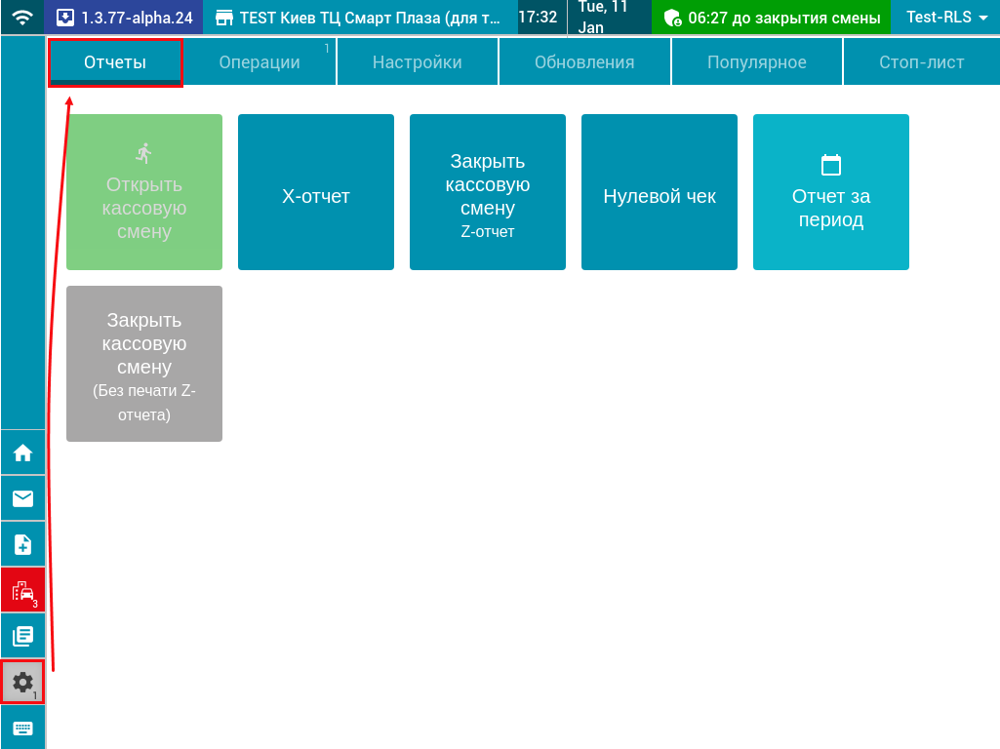 1.3.77-alpha.24
TEST Киев ТЦ Смарт Плаза (для т...
17:32
Tue, 11
Jan
06:27 до закрытия смены
Test-RLS
Отчеты
Операции
1
Настройки
Обновления
Популярное
Стоп-лист
Открыть
кассовую
смену
X-отчет
Закрыть
кассовую
смену
Z-отчет
Нулевой чек
Отчет за
период
Закрыть
кассовую
смену
(Без печати Z-
отчета)
3
1